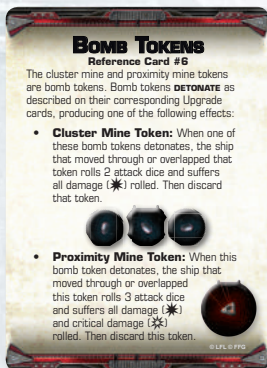 BOMB TOKENS
Reference Card #6
The cluster mine and proximity mine tokens
are bomb tokens. Bomb tokens DETONATE as
described on their corresponding Upgrade
cards, producing one of the following effects:
• Cluster Mine Token: When one of
these bomb tokens detonates, the ship
that moved through or overlapped that
token rolls 2 attack dice and suffers
all damage () rolled. Then discard
that token.
• Proximity Mine Token: When this
bomb token detonates, the ship that
moved through or overlapped
this token rolls 3 attack dice
and suffers all damage ()
and critical damage ()
rolled. Then discard this token.
© LFL © FFG